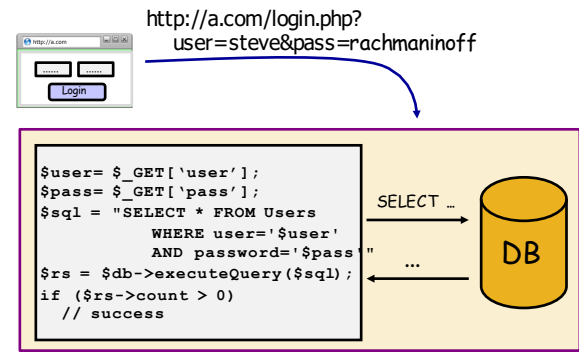 http://a.com/login.php?
user=steve&pass=rachmaninoff
http://a.com
...... ......
Login
$user= $_GET[‘user’];
$pass= $_GET[‘pass’];
$sql = "SELECT * FROM Users
WHERE user='$user'
AND password='$pass'"
$rs = $db->executeQuery($sql);
if ($rs->count > 0)
// success
SELECT …
...
DB